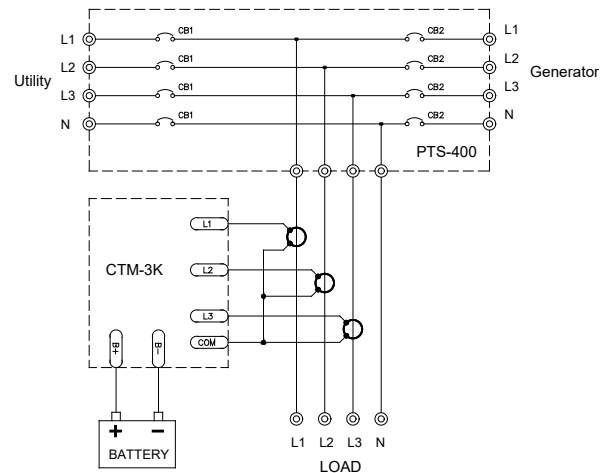 L1 CB1 CB2 L1
L2 CB1 CB2 L2
Utility
Generator
L3 CB1 CB2 L3
N CB1 CB2 N
PTS-400
L1
CTM-3K
L2
L3
COM
B+ B-
+ -
BATTERY
L1 L2 L3 N
LOAD